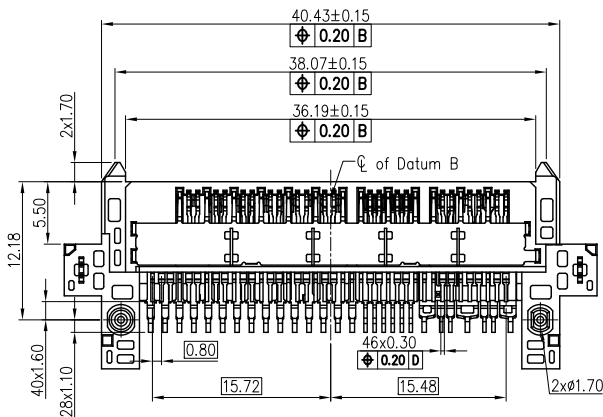 40.43±0.15
⌖ 0.20 B
38.07±0.15
⌖ 0.20 B
36.19±0.15
⌖ 0.20 B
℄ of Datum B
2x1.70
5.50
12.18
40x1.60
28x1.10
0.80
46x0.30
⌖ 0.20 D
15.72
15.48
2xø1.70